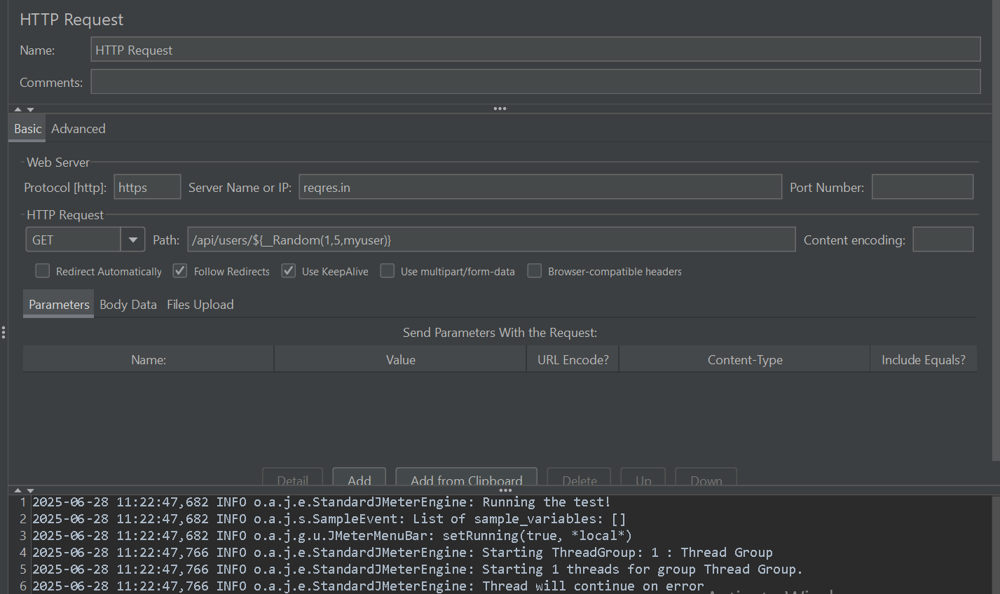 HTTP Request
Name: HTTP Request
Comments:
Basic Advanced
Web Server
Protocol [http]: https Server Name or IP: reqres.in Port Number:
HTTP Request
GET Path: /api/users/${__Random(1,5,myuser)} Content encoding:
Redirect Automatically Follow Redirects Use KeepAlive Use multipart/form-data Browser-compatible headers
Parameters Body Data Files Upload
Send Parameters With the Request:
Name: Value URL Encode? Content-Type Include Equals?
Detail Add Add from Clipboard Delete Up Down
1 2025-06-28 11:22:47,682 INFO o.a.j.e.StandardJMeterEngine: Running the test!
2 2025-06-28 11:22:47,682 INFO o.a.j.s.SampleEvent: List of sample_variables: []
3 2025-06-28 11:22:47,682 INFO o.a.j.g.u.JMeterMenuBar: setRunning(true, *local*)
4 2025-06-28 11:22:47,766 INFO o.a.j.e.StandardJMeterEngine: Starting ThreadGroup: 1 : Thread Group
5 2025-06-28 11:22:47,766 INFO o.a.j.e.StandardJMeterEngine: Starting 1 threads for group Thread Group.
6 2025-06-28 11:22:47,766 INFO o.a.j.e.StandardJMeterEngine: Thread will continue on error